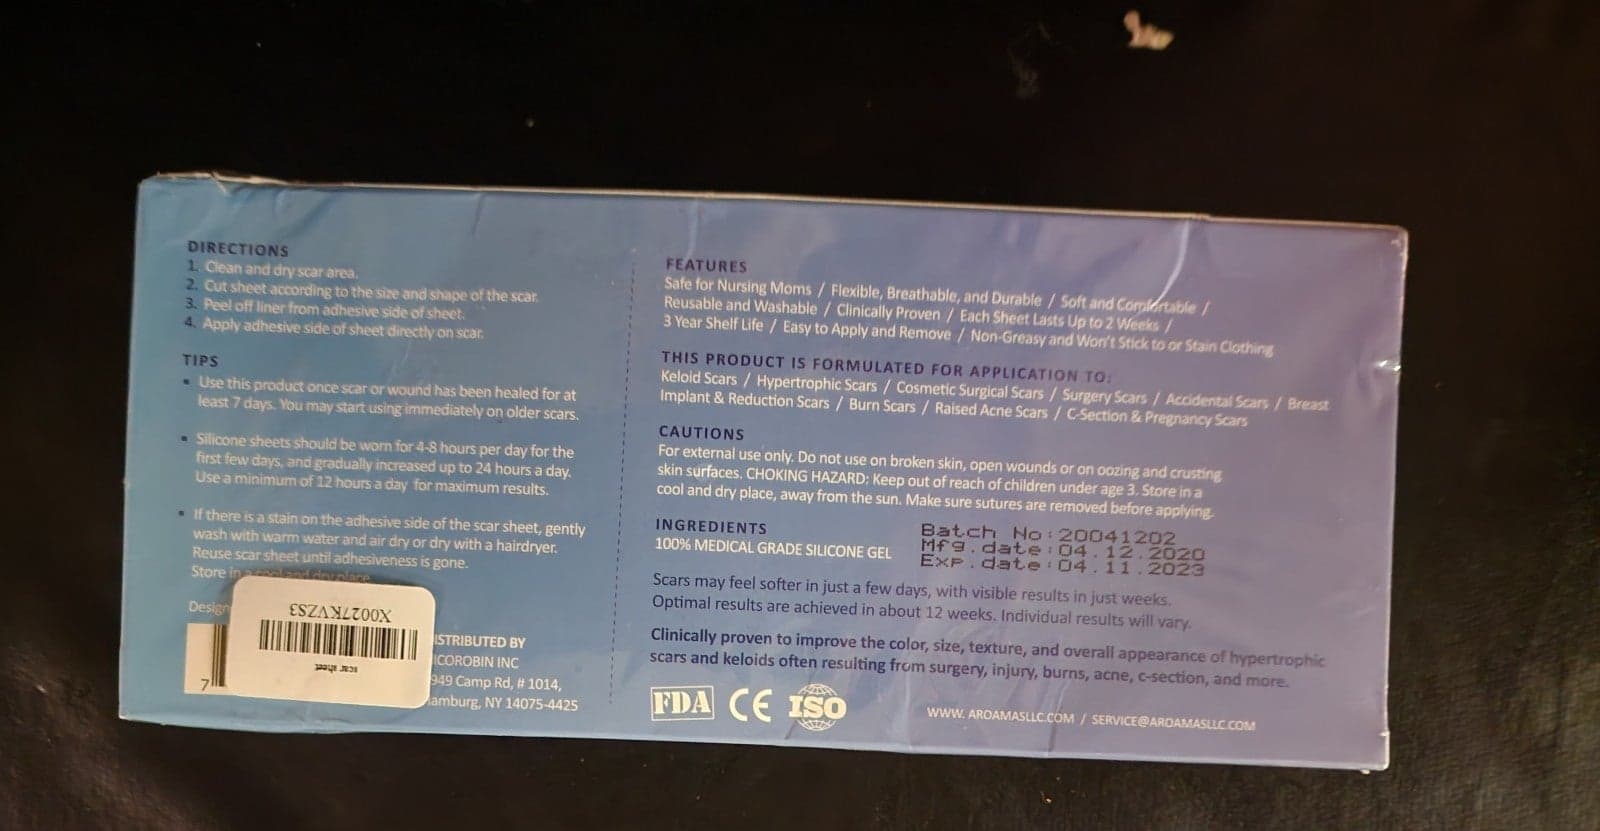 DIRECTIONS
1. Clean and dry scar area.
2. Cut sheet according to the size and shape of the scar.
3. Peel off liner from adhesive side of sheet.
4. Apply adhesive side of sheet directly on scar.
TIPS
▪ Use this product once scar or wound has been healed for at
least 7 days. You may start using immediately on older scars.
▪ Silicone sheets should be worn for 4-8 hours per day for the
first few days, and gradually increased up to 24 hours a day.
Use a minimum of 12 hours a day for maximum results.
▪ If there is a stain on the adhesive side of the scar sheet, gently
wash with warm water and air dry or dry with a hairdryer.
Reuse scar sheet until adhesiveness is gone.
Store in a cool and dry place.
Design
X0027KVZS3
scar sheet
7
ISTRIBUTED BY
ICOROBIN INC
949 Camp Rd, # 1014,
amburg, NY 14075-4425
FEATURES
Safe for Nursing Moms / Flexible, Breathable, and Durable / Soft and Comfortable /
Reusable and Washable / Clinically Proven / Each Sheet Lasts Up to 2 Weeks /
3 Year Shelf Life / Easy to Apply and Remove / Non-Greasy and Won't Stick to or Stain Clothing
THIS PRODUCT IS FORMULATED FOR APPLICATION TO:
Keloid Scars / Hypertrophic Scars / Cosmetic Surgical Scars / Surgery Scars / Accidental Scars / Breast
Implant & Reduction Scars / Burn Scars / Raised Acne Scars / C-Section & Pregnancy Scars
CAUTIONS
For external use only. Do not use on broken skin, open wounds or on oozing and crusting
skin surfaces. CHOKING HAZARD: Keep out of reach of children under age 3. Store in a
cool and dry place, away from the sun. Make sure sutures are removed before applying.
INGREDIENTS
100% MEDICAL GRADE SILICONE GEL
Batch No:20041202
Mfg.date:04.12.2020
Exp.date:04.11.2023
Scars may feel softer in just a few days, with visible results in just weeks.
Optimal results are achieved in about 12 weeks. Individual results will vary.
Clinically proven to improve the color, size, texture, and overall appearance of hypertrophic
scars and keloids often resulting from surgery, injury, burns, acne, c-section, and more.
FDA CE ISO
WWW. AROAMASLLC.COM / SERVICE@AROAMASLLC.COM